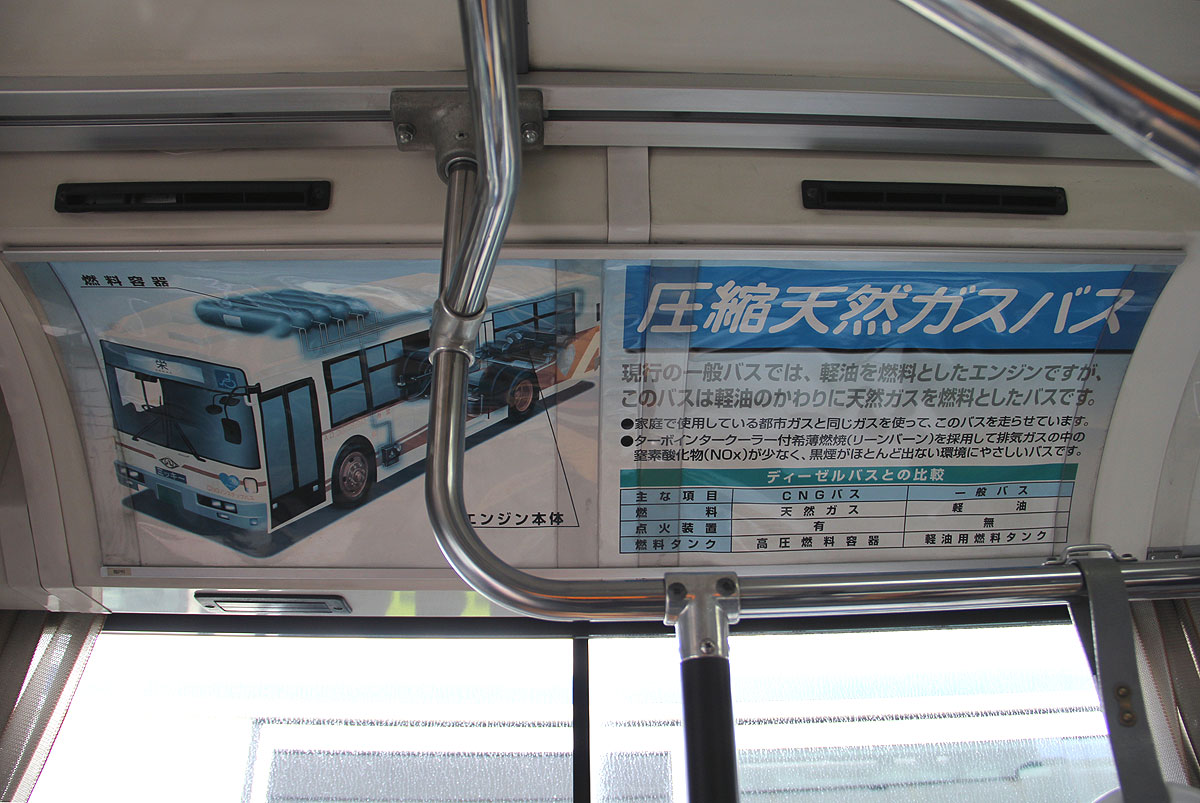 燃料容器
栄
エンジン本体
圧縮天然ガスバス
現行の一般バスでは、軽油を燃料としたエンジンですが、
このバスは軽油のかわりに天然ガスを燃料としたバスです。
●家庭で使用している都市ガスと同じガスを使って、このバスを走らせています。
●ターボインタークーラー付希薄燃焼(リーンバーン)を採用して排気ガスの中の
窒素酸化物(NOx)が少なく、黒煙がほとんど出ない環境にやさしいバスです。
ディーゼルバスとの比較
主な項目 CNGバス 一般バス
燃料 天然ガス 軽油
点火装置 有 無
燃料タンク 高圧燃料容器 軽油用燃料タンク